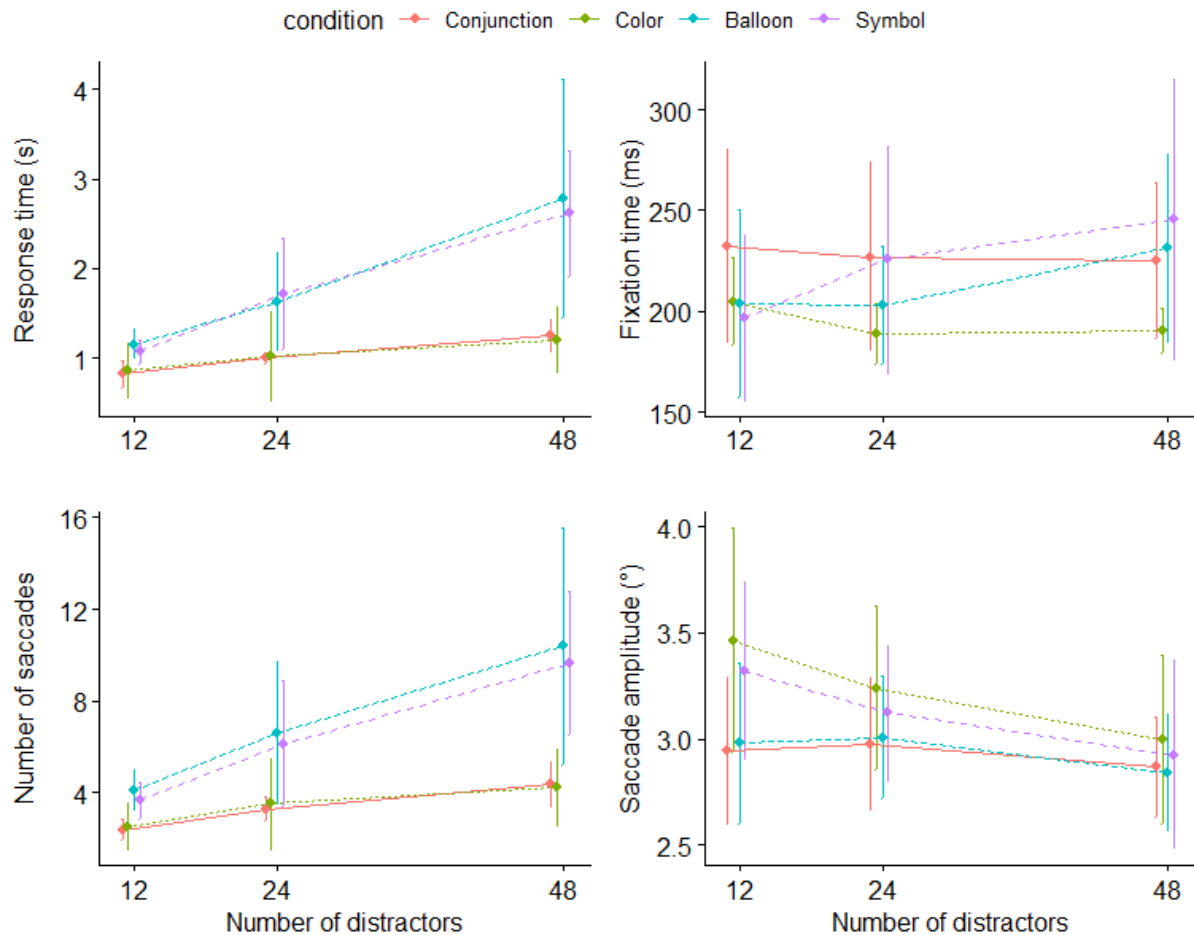 condition Conjunction Color Balloon Symbol
Response time (s)
4
3
2
1
12 24 48
Fixation time (ms)
300
250
200
150
12 24 48
Number of saccades
16
12
8
4
12 24 48
Number of distractors
Saccade amplitude (°)
4.0
3.5
3.0
2.5
12 24 48
Number of distractors